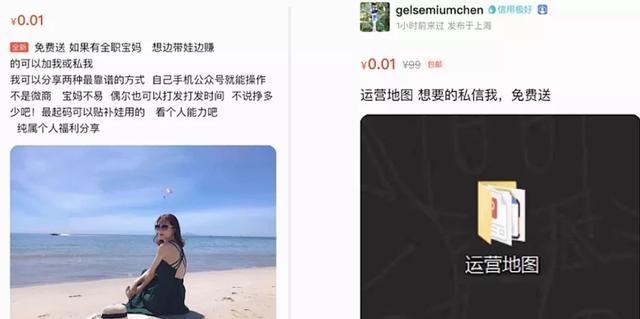 ¥0.01
全新 免费送 如果有全职宝妈 想边带娃边赚
的可以加我或私我
我可以分享两种最靠谱的方式 自己手机公众号就能操作
不是微商 宝妈不易 偶尔也可以打发打发时间 不说挣多
少吧！最起码可以贴补娃用的 看个人能力吧
纯属个人福利分享
gelsemiumchen 信用极好
1小时前来过 发布于上海
¥0.01 ¥99 包邮
运营地图 想要的私信我，免费送
运营地图